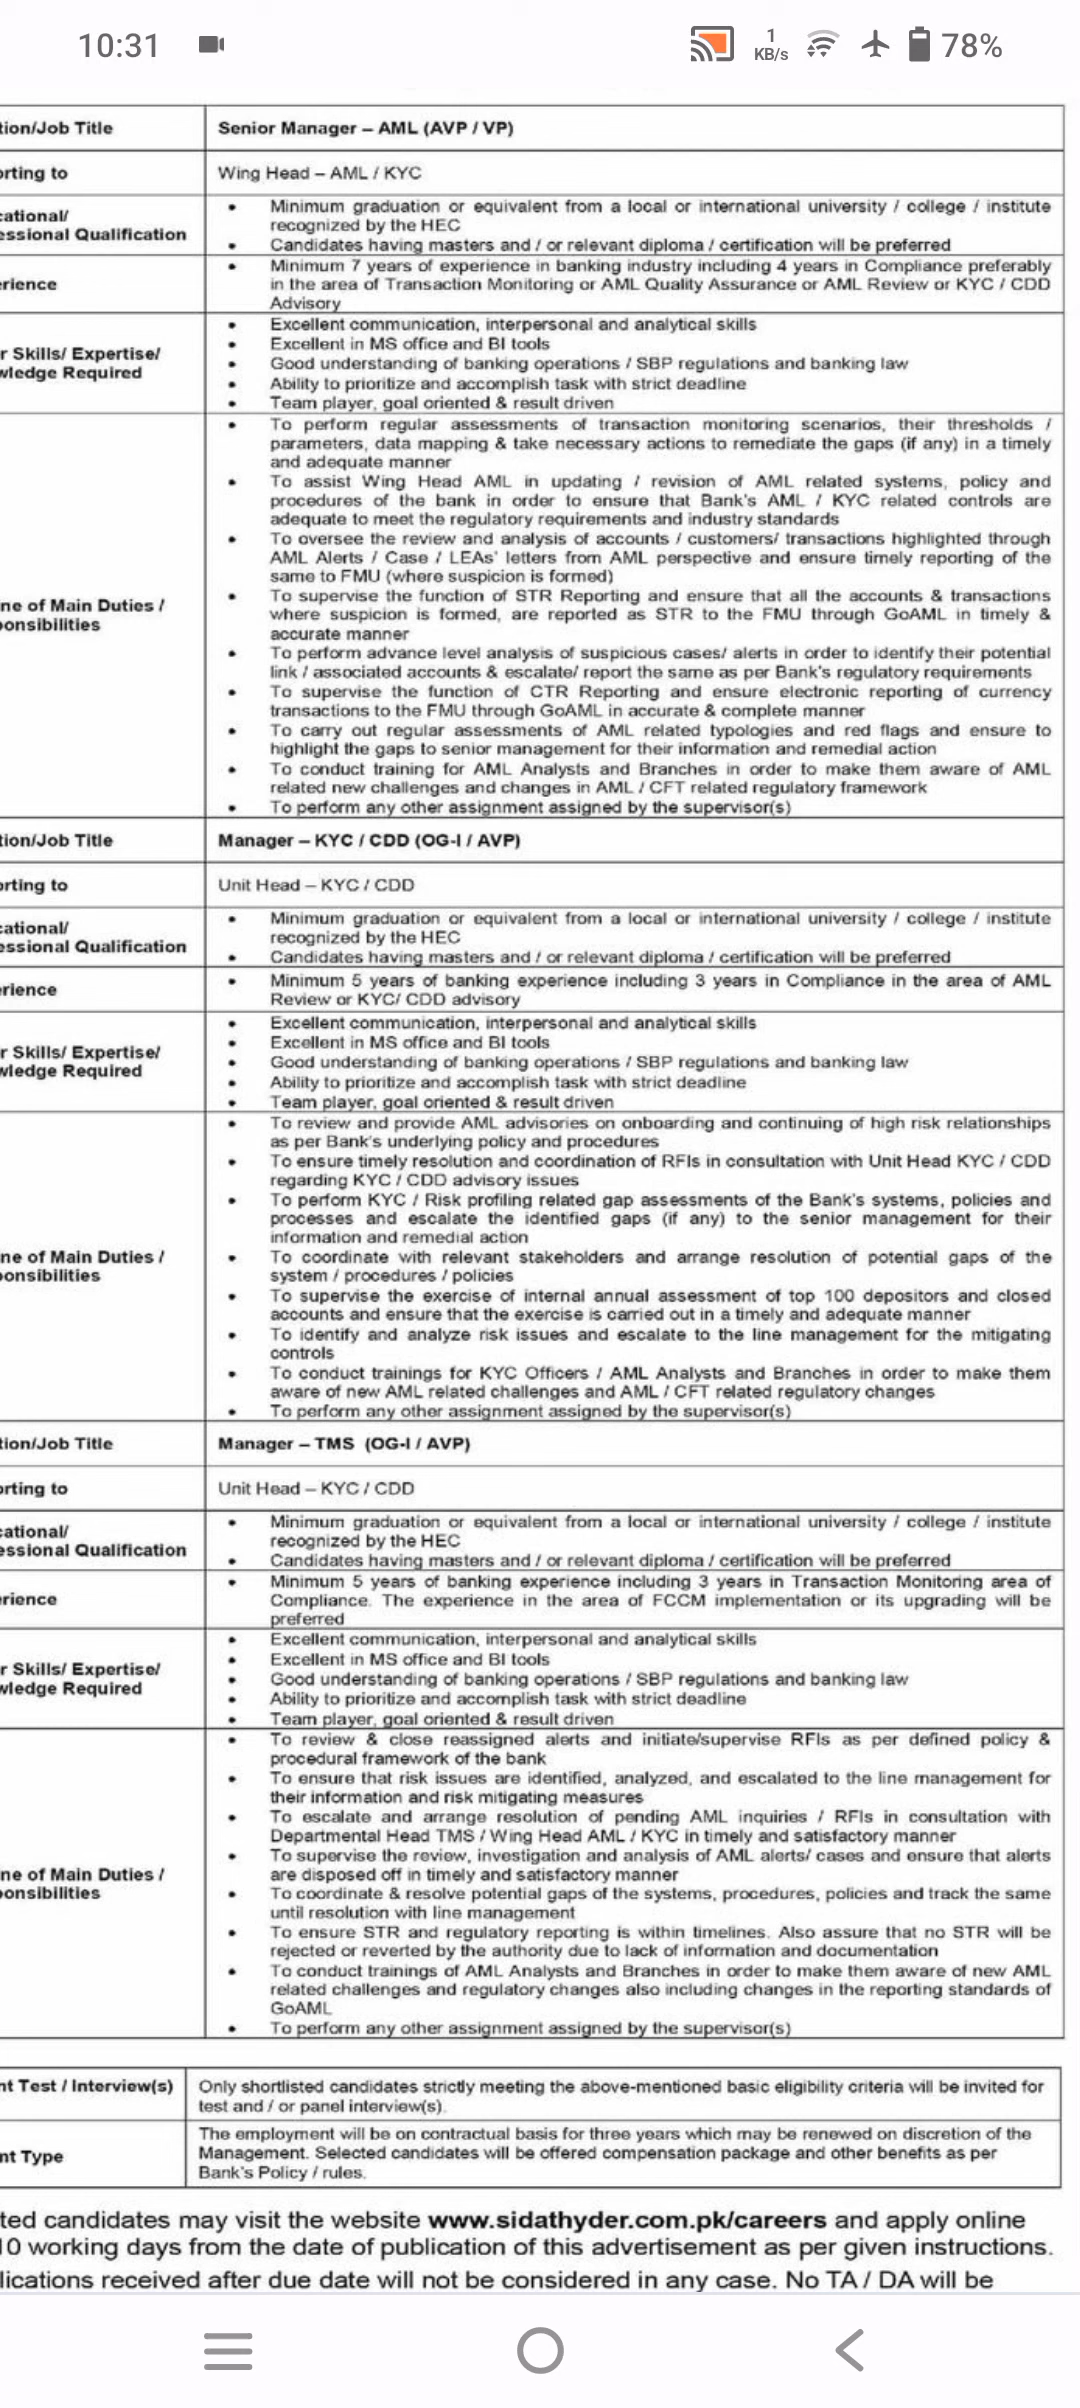 10:31
1
KB/s
78%
tion/Job Title
Senior Manager – AML (AVP / VP)
orting to
Wing Head – AML / KYC
cational/
essional Qualification
• Minimum graduation or equivalent from a local or international university / college / institute
recognized by the HEC
• Candidates having masters and / or relevant diploma / certification will be preferred
erience
• Minimum 7 years of experience in banking industry including 4 years in Compliance preferably
in the area of Transaction Monitoring or AML Quality Assurance or AML Review or KYC / CDD
Advisory
r Skills/ Expertise/
wledge Required
• Excellent communication, interpersonal and analytical skills
• Excellent in MS office and BI tools
• Good understanding of banking operations / SBP regulations and banking law
• Ability to prioritize and accomplish task with strict deadline
• Team player, goal oriented & result driven
ne of Main Duties /
onsibilities
• To perform regular assessments of transaction monitoring scenarios, their thresholds /
parameters, data mapping & take necessary actions to remediate the gaps (if any) in a timely
and adequate manner
• To assist Wing Head AML in updating / revision of AML related systems, policy and
procedures of the bank in order to ensure that Bank's AML / KYC related controls are
adequate to meet the regulatory requirements and industry standards
• To oversee the review and analysis of accounts / customers/ transactions highlighted through
AML Alerts / Case / LEAs' letters from AML perspective and ensure timely reporting of the
same to FMU (where suspicion is formed)
• To supervise the function of STR Reporting and ensure that all the accounts & transactions
where suspicion is formed, are reported as STR to the FMU through GoAML in timely &
accurate manner
• To perform advance level analysis of suspicious cases/ alerts in order to identify their potential
link / associated accounts & escalate/ report the same as per Bank's regulatory requirements
• To supervise the function of CTR Reporting and ensure electronic reporting of currency
transactions to the FMU through GoAML in accurate & complete manner
• To carry out regular assessments of AML related typologies and red flags and ensure to
highlight the gaps to senior management for their information and remedial action
• To conduct training for AML Analysts and Branches in order to make them aware of AML
related new challenges and changes in AML / CFT related regulatory framework
• To perform any other assignment assigned by the supervisor(s)
tion/Job Title
Manager – KYC / CDD (OG-I / AVP)
orting to
Unit Head – KYC / CDD
cational/
essional Qualification
• Minimum graduation or equivalent from a local or international university / college / institute
recognized by the HEC
• Candidates having masters and / or relevant diploma / certification will be preferred
erience
• Minimum 5 years of banking experience including 3 years in Compliance in the area of AML
Review or KYC/ CDD advisory
r Skills/ Expertise/
wledge Required
• Excellent communication, interpersonal and analytical skills
• Excellent in MS office and BI tools
• Good understanding of banking operations / SBP regulations and banking law
• Ability to prioritize and accomplish task with strict deadline
• Team player, goal oriented & result driven
ne of Main Duties /
onsibilities
• To review and provide AML advisories on onboarding and continuing of high risk relationships
as per Bank's underlying policy and procedures
• To ensure timely resolution and coordination of RFIs in consultation with Unit Head KYC / CDD
regarding KYC / CDD advisory issues
• To perform KYC / Risk profiling related gap assessments of the Bank's systems, policies and
processes and escalate the identified gaps (if any) to the senior management for their
information and remedial action
• To coordinate with relevant stakeholders and arrange resolution of potential gaps of the
system / procedures / policies
• To supervise the exercise of internal annual assessment of top 100 depositors and closed
accounts and ensure that the exercise is carried out in a timely and adequate manner
• To identify and analyze risk issues and escalate to the line management for the mitigating
controls
• To conduct trainings for KYC Officers / AML Analysts and Branches in order to make them
aware of new AML related challenges and AML / CFT related regulatory changes
• To perform any other assignment assigned by the supervisor(s)
tion/Job Title
Manager – TMS (OG-I / AVP)
orting to
Unit Head – KYC / CDD
cational/
essional Qualification
• Minimum graduation or equivalent from a local or international university / college / institute
recognized by the HEC
• Candidates having masters and / or relevant diploma / certification will be preferred
erience
• Minimum 5 years of banking experience including 3 years in Transaction Monitoring area of
Compliance. The experience in the area of FCCM implementation or its upgrading will be
preferred
r Skills/ Expertise/
wledge Required
• Excellent communication, interpersonal and analytical skills
• Excellent in MS office and BI tools
• Good understanding of banking operations / SBP regulations and banking law
• Ability to prioritize and accomplish task with strict deadline
• Team player, goal oriented & result driven
ne of Main Duties /
onsibilities
• To review & close reassigned alerts and initiate/supervise RFIs as per defined policy &
procedural framework of the bank
• To ensure that risk issues are identified, analyzed, and escalated to the line management for
their information and risk mitigating measures
• To escalate and arrange resolution of pending AML inquiries / RFIs in consultation with
Departmental Head TMS / Wing Head AML / KYC in timely and satisfactory manner
• To supervise the review, investigation and analysis of AML alerts/ cases and ensure that alerts
are disposed off in timely and satisfactory manner
• To coordinate & resolve potential gaps of the systems, procedures, policies and track the same
until resolution with line management
• To ensure STR and regulatory reporting is within timelines. Also assure that no STR will be
rejected or reverted by the authority due to lack of information and documentation
• To conduct trainings of AML Analysts and Branches in order to make them aware of new AML
related challenges and regulatory changes also including changes in the reporting standards of
GoAML
• To perform any other assignment assigned by the supervisor(s)
nt Test / Interview(s)
Only shortlisted candidates strictly meeting the above-mentioned basic eligibility criteria will be invited for
test and / or panel interview(s).
nt Type
The employment will be on contractual basis for three years which may be renewed on discretion of the
Management. Selected candidates will be offered compensation package and other benefits as per
Bank's Policy / rules.
ted candidates may visit the website www.sidathyder.com.pk/careers and apply online
10 working days from the date of publication of this advertisement as per given instructions.
lications received after due date will not be considered in any case. No TA / DA will be